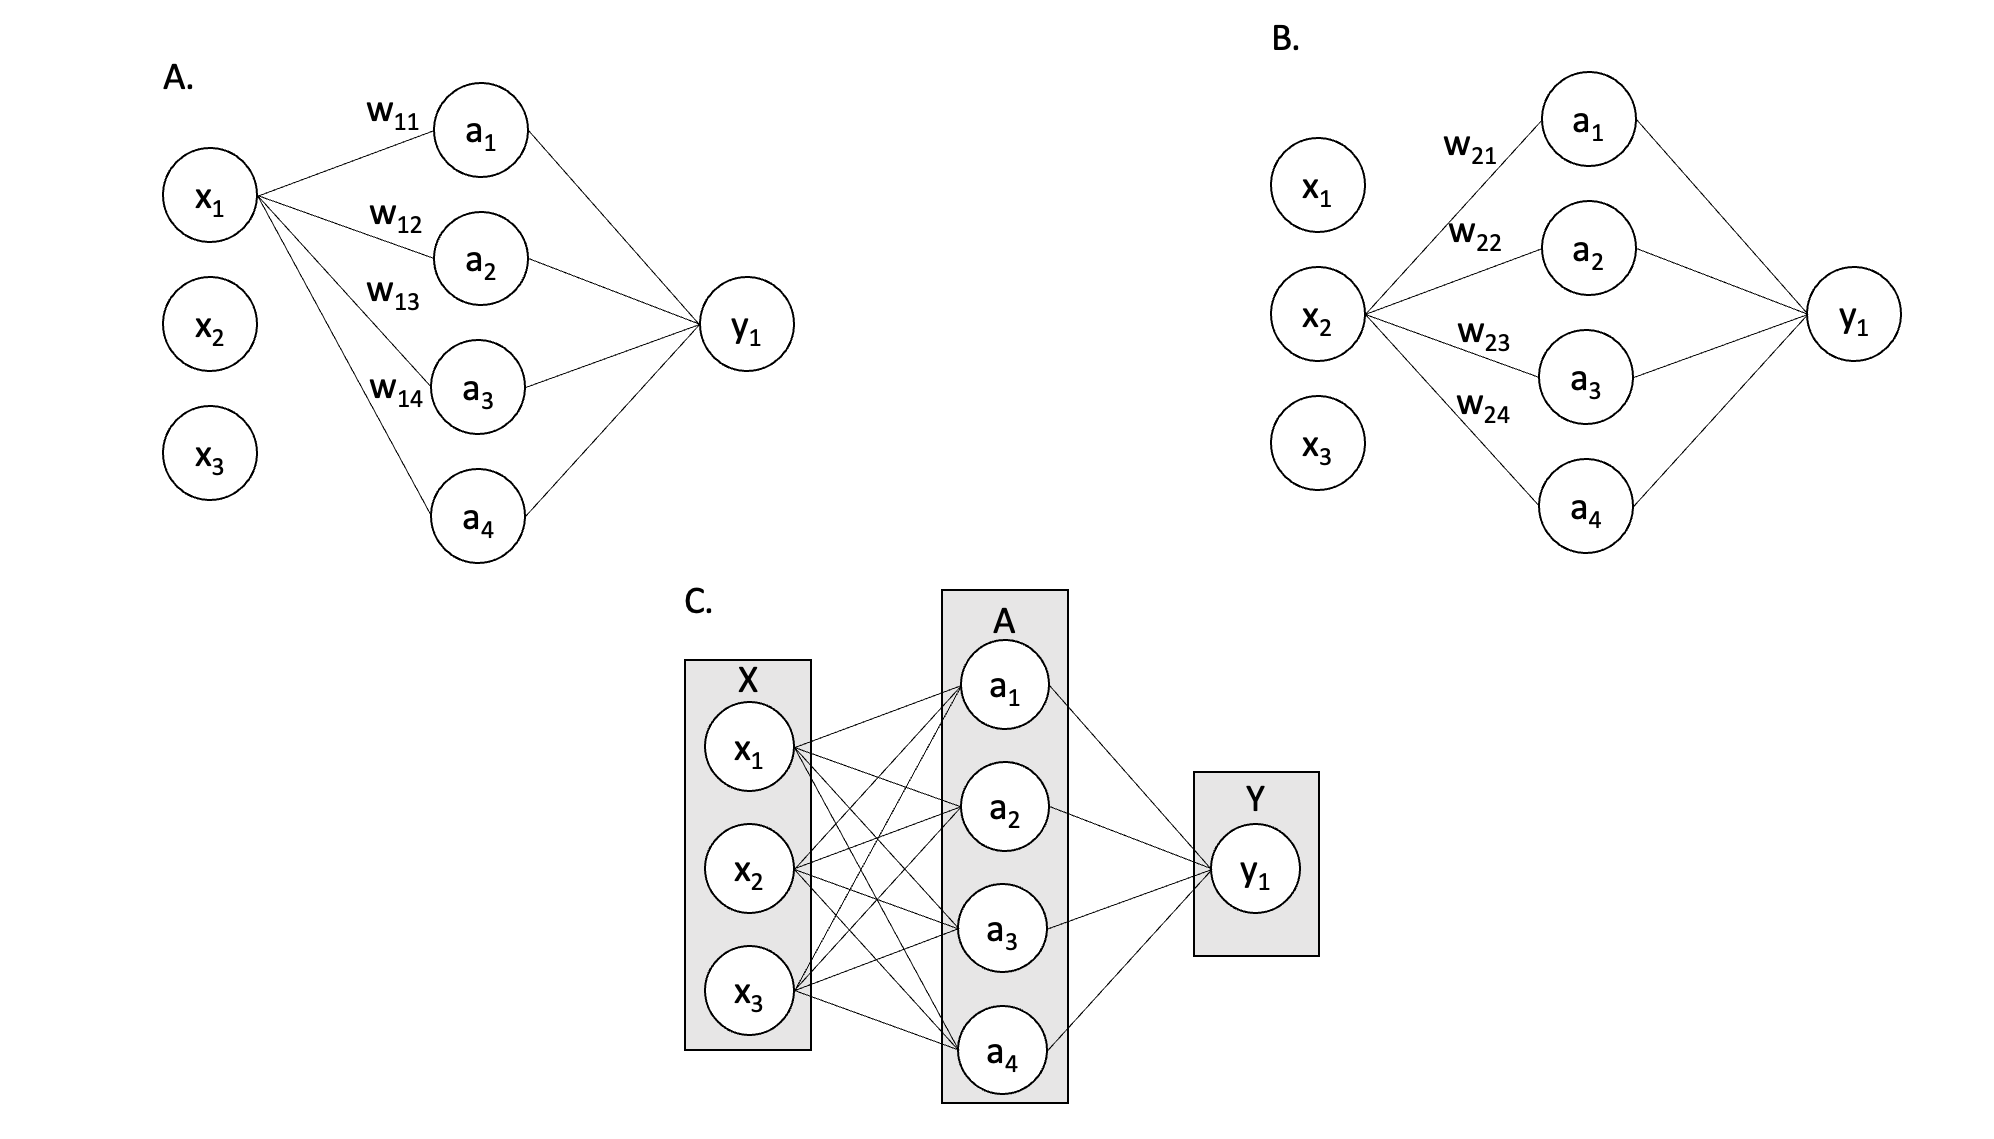 A.
x₁
x₂
x₃
w₁₁
w₁₂
w₁₃
w₁₄
a₁
a₂
a₃
a₄
y₁
B.
x₁
x₂
x₃
w₂₁
w₂₂
w₂₃
w₂₄
a₁
a₂
a₃
a₄
y₁
C.
X
x₁
x₂
x₃
A
a₁
a₂
a₃
a₄
Y
y₁